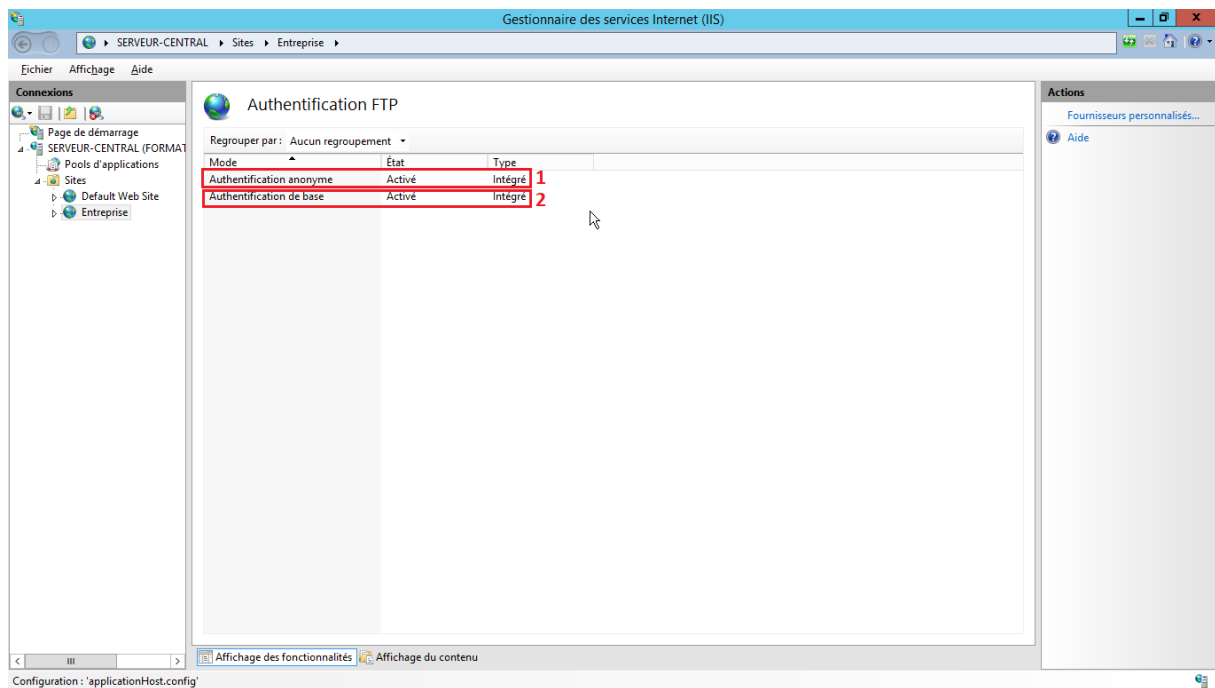 Gestionnaire des services Internet (IIS)
SERVEUR-CENTRAL Sites Entreprise
Fichier Affichage Aide
Connexions
Page de démarrage
SERVEUR-CENTRAL (FORMAT
Pools d'applications
Sites
Default Web Site
Entreprise
Authentification FTP
Regrouper par : Aucun regroupement
Mode État Type
Authentification anonyme Activé Intégré 1
Authentification de base Activé Intégré 2
Affichage des fonctionnalités Affichage du contenu
Actions
Fournisseurs personnalisés...
Aide
Configuration : 'applicationHost.config'